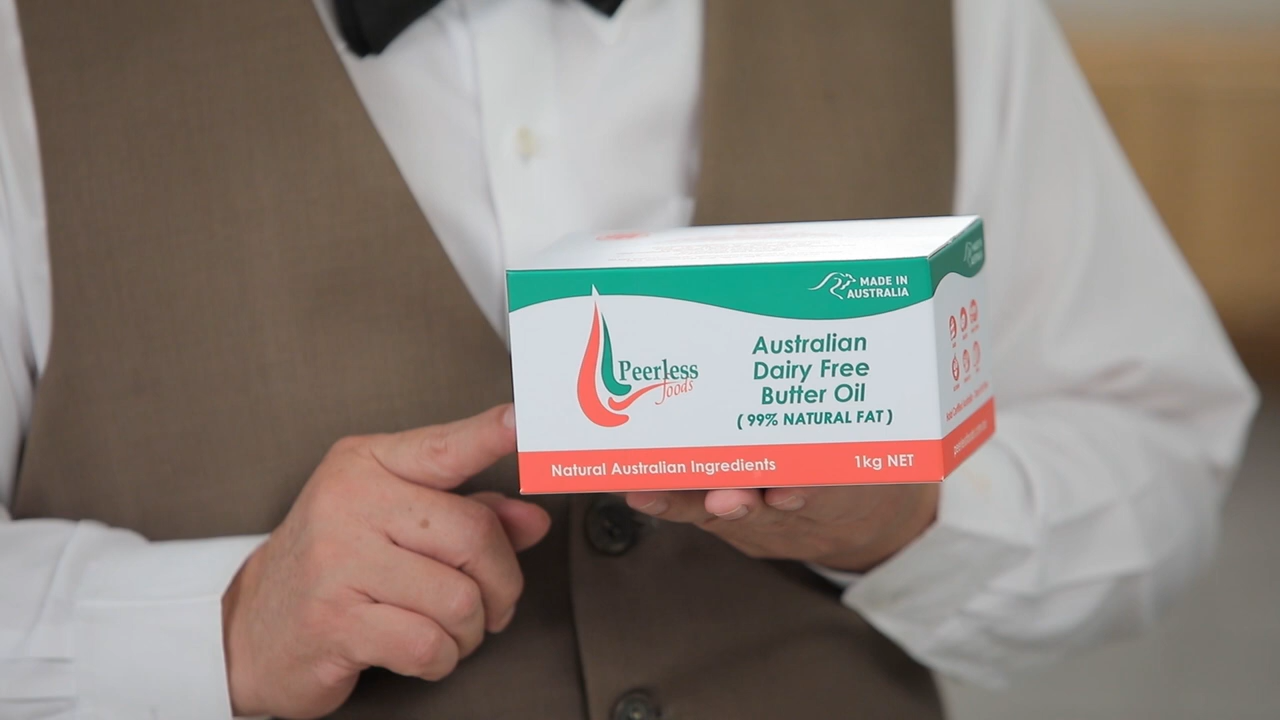 MADE IN
AUSTRALIA
Peerless
foods
Australian
Dairy Free
Butter Oil
( 99% NATURAL FAT )
Natural Australian Ingredients
1kg NET